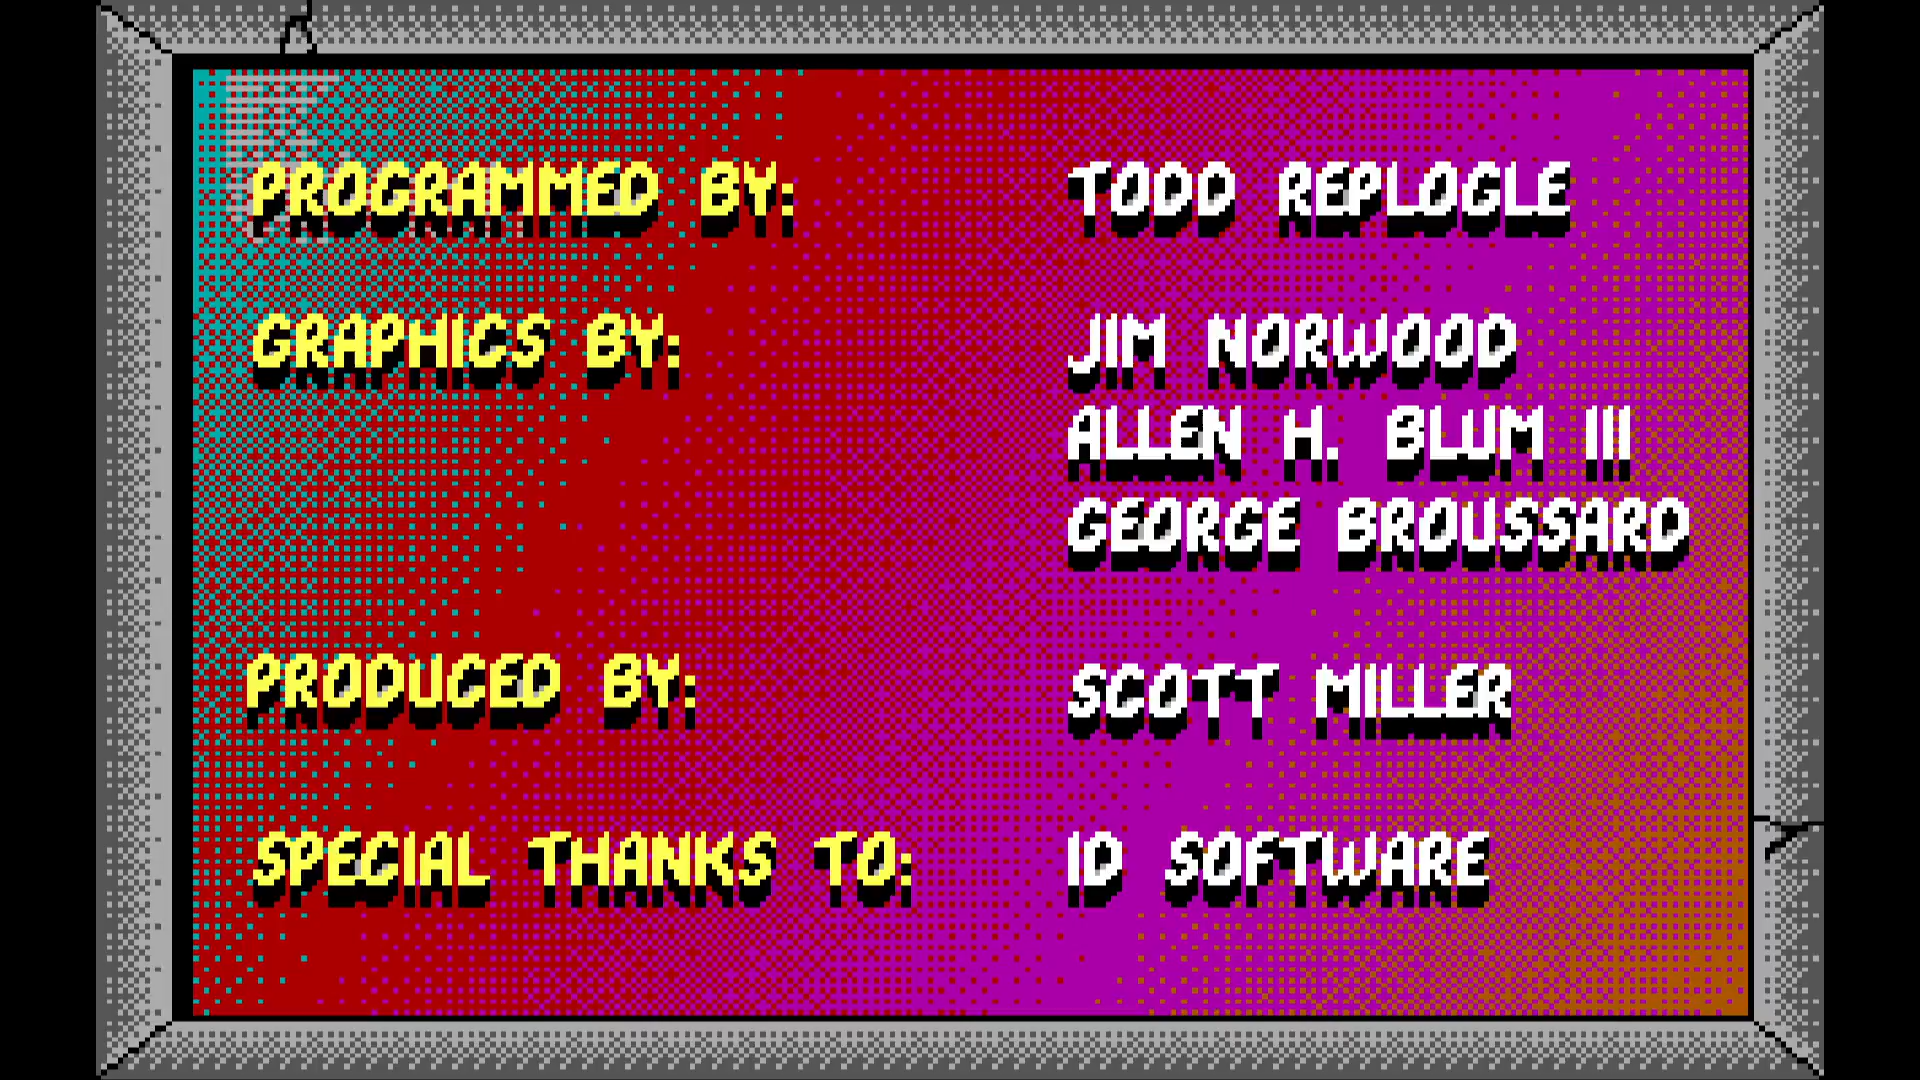 PROGRAMMED BY: TODD REPLOGLE
GRAPHICS BY: JIM NORWOOD
ALLEN H. BLUM III
GEORGE BROUSSARD
PRODUCED BY: SCOTT MILLER
SPECIAL THANKS TO: ID SOFTWARE